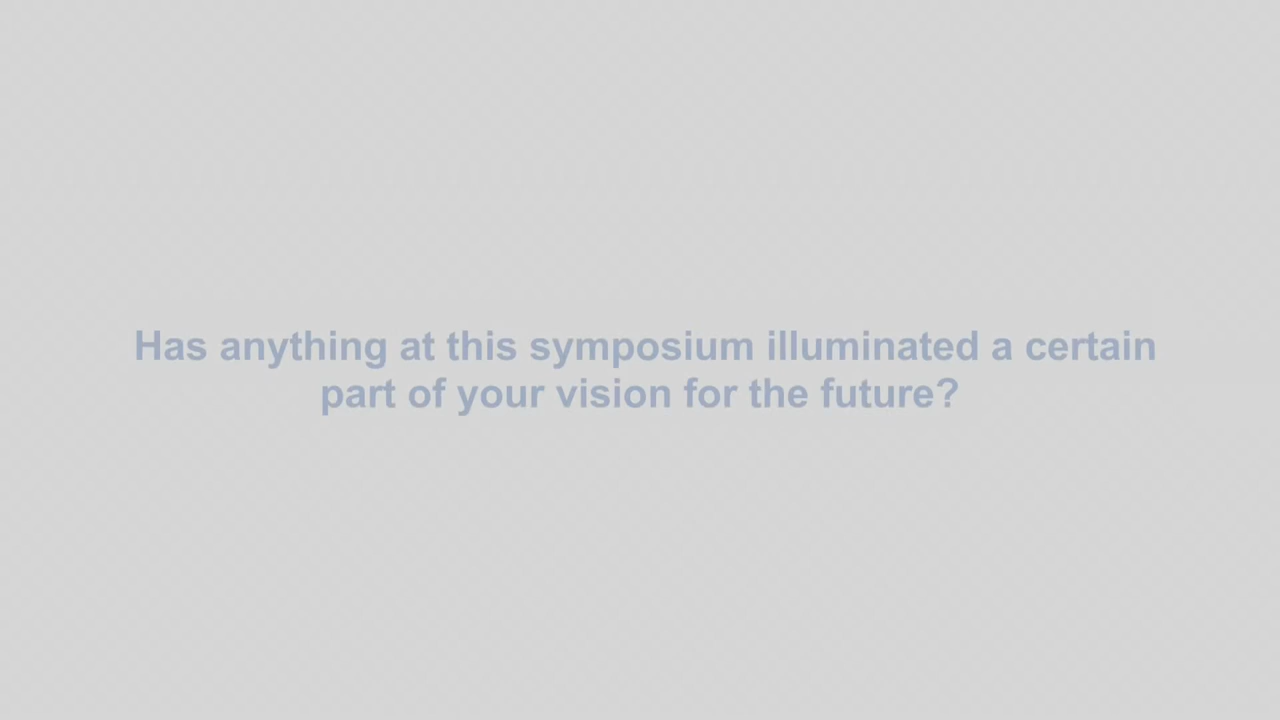 Has anything at this symposium illuminated a certain
part of your vision for the future?